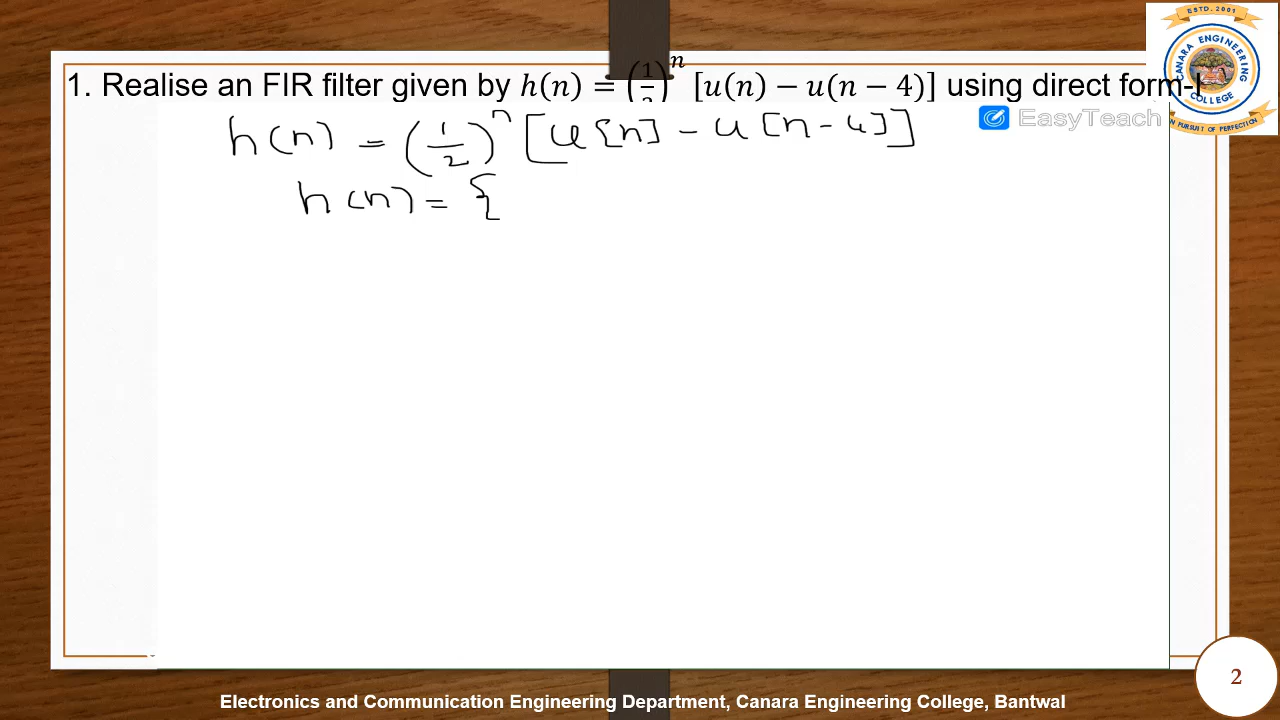 ESTD. 2001
CANARA ENGINEERING
COLLEGE
IN PURSUIT OF PERFECTION
1. Realise an FIR filter given by h(n) = (1/2)^n [u(n) − u(n − 4)] using direct form-I
EasyTeach
h(n) = (1/2)^n [u[n] - u[n-4]]
h(n) = {
2
Electronics and Communication Engineering Department, Canara Engineering College, Bantwal